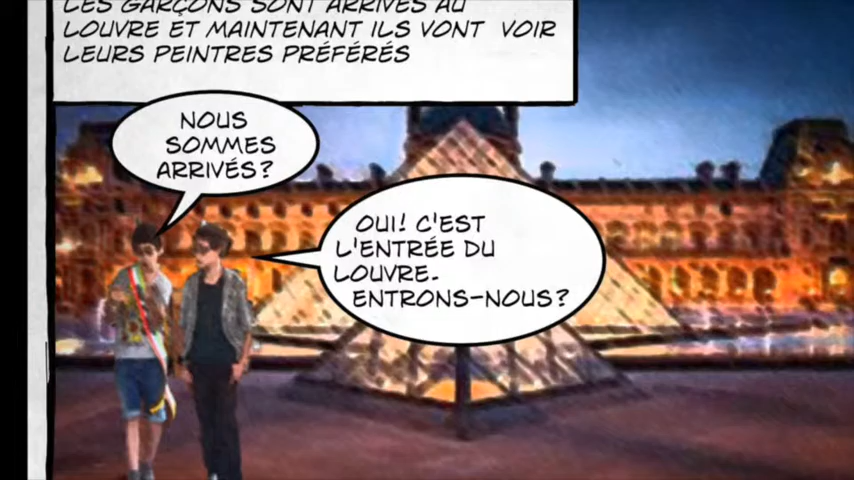 LES GARÇONS SONT ARRIVÉS AU
LOUVRE ET MAINTENANT ILS VONT VOIR
LEURS PEINTRES PRÉFÉRÉS
NOUS
SOMMES
ARRIVÉS?
OUI! C'EST
L'ENTRÉE DU
LOUVRE.
ENTRONS-NOUS?